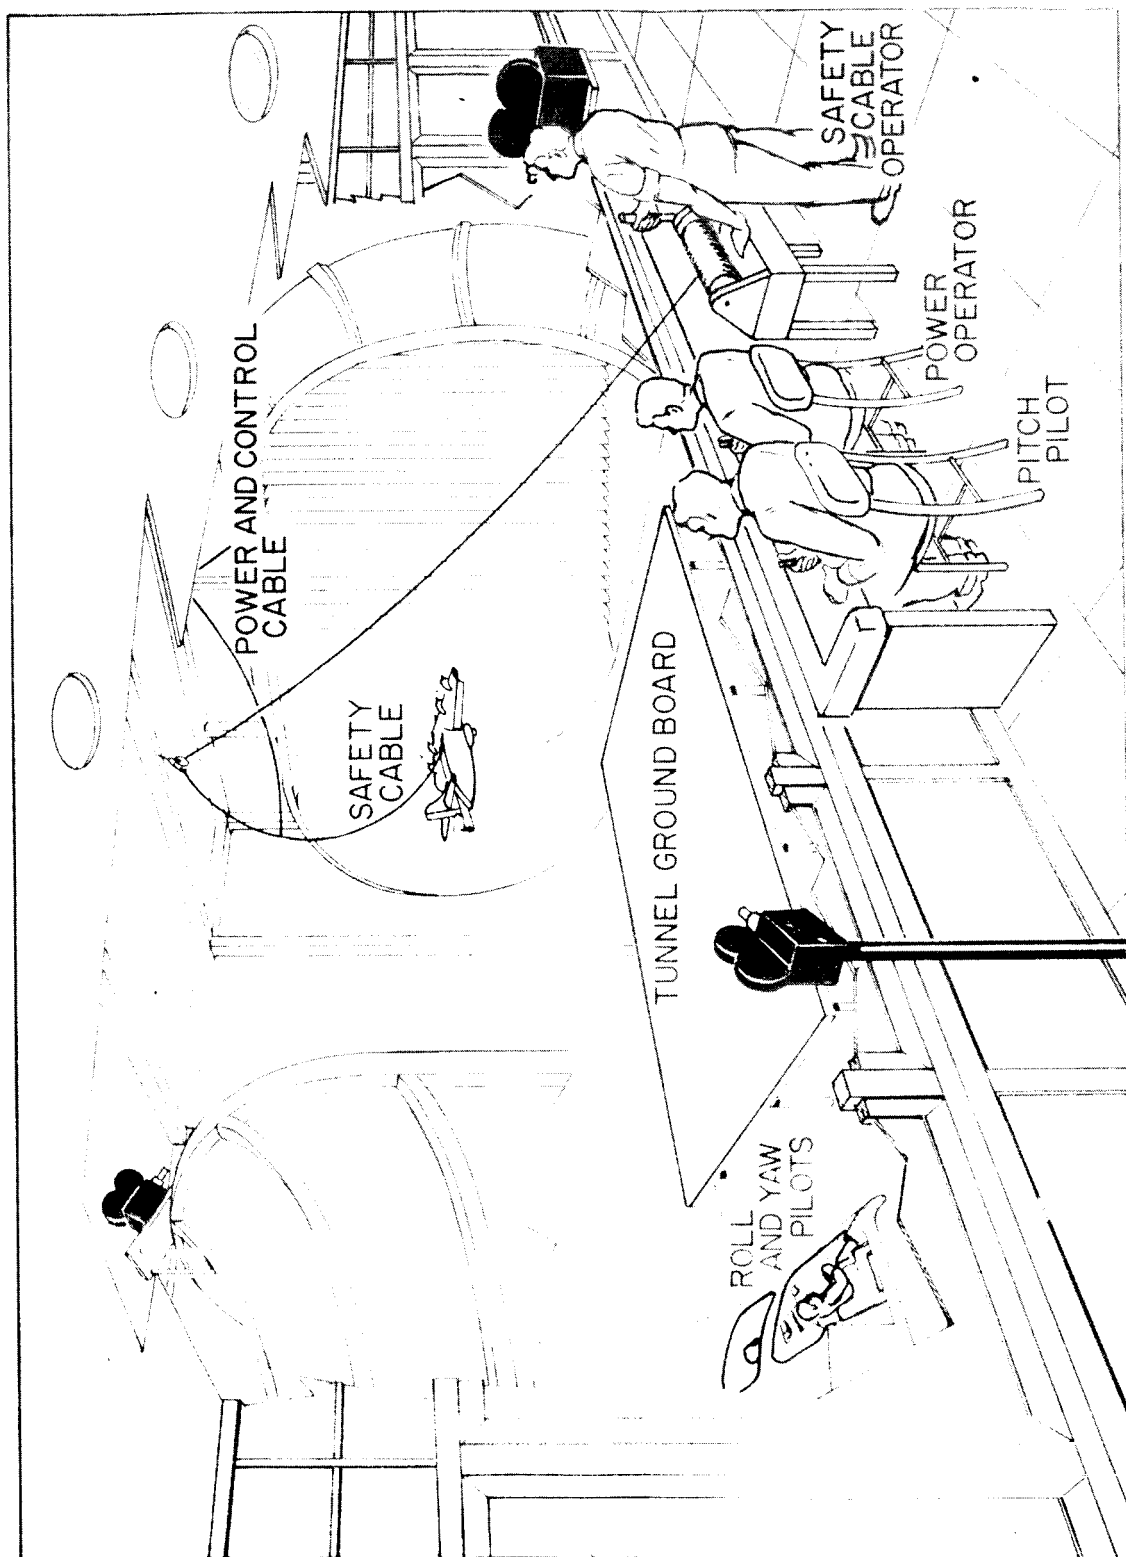 POWER AND CONTROL
CABLE
SAFETY
CABLE
TUNNEL GROUND BOARD
ROLL
AND YAW
PILOTS
SAFETY
CABLE
OPERATOR
POWER
OPERATOR
PITCH
PILOT